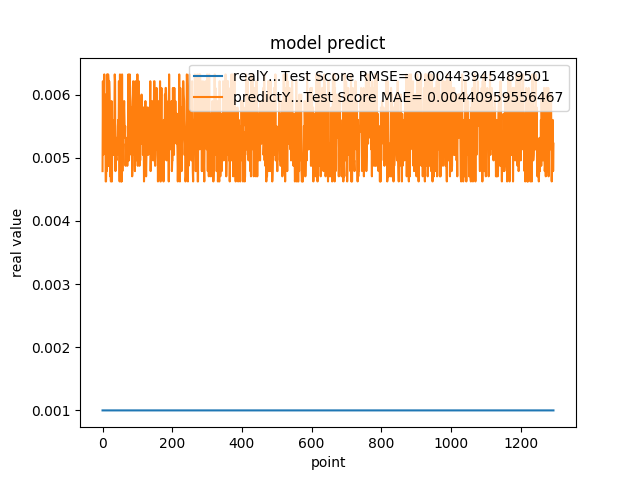 model predict
realY...Test Score RMSE= 0.00443945489501
predictY...Test Score MAE= 0.00440959556467
0.006
0.005
0.004
0.003
0.002
0.001
real value
0 200 400 600 800 1000 1200
point